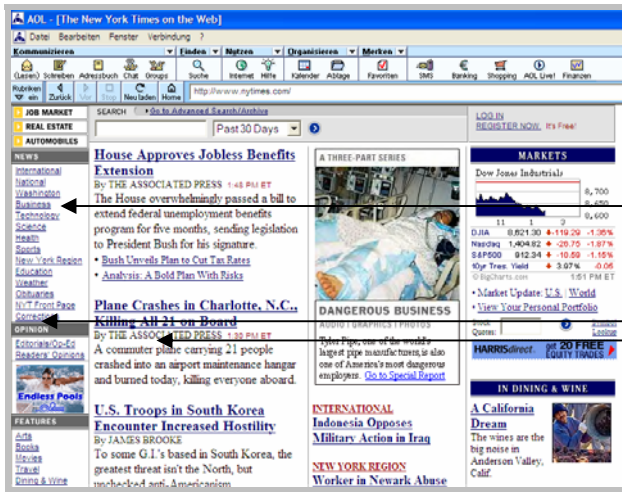 AOL - [The New York Times on the Web]
Datei Bearbeiten Fenster Verbindung ?
Kommunizieren Finden Nutzen Organisieren Merken
(Lesen) Schreiben Adressbuch Chat Groups Suche Internet Hilfe Kalender Ablage Favoriten SMS Banking Shopping AOL Live! Finanzen
Rubriken
ein Zurück Vor Stop Neu laden Home http://www.nytimes.com/
JOB MARKET
REAL ESTATE
AUTOMOBILES
NEWS
International
National
Washington
Business
Technology
Science
Health
Sports
New York Region
Education
Weather
Obituaries
NYT Front Page
Corrections
OPINION
Editorials/Op-Ed
Readers' Opinions
Endless Pools
FEATURES
Arts
Books
Movies
Travel
Dining & Wine
SEARCH Go to Advanced Search/Archive
Past 30 Days
LOG IN
REGISTER NOW. It's Free!
House Approves Jobless Benefits
Extension
By THE ASSOCIATED PRESS 1:48 PM ET
The House overwhelmingly passed a bill to
extend federal unemployment benefits
program for five months, sending legislation
to President Bush for his signature.
• Bush Unveils Plan to Cut Tax Rates
• Analysis: A Bold Plan With Risks
Plane Crashes in Charlotte, N.C.,
Killing All 21 on Board
By THE ASSOCIATED PRESS 1:30 PM ET
A commuter plane carrying 21 people
crashed into an airport maintenance hangar
and burned today, killing everyone aboard.
U.S. Troops in South Korea
Encounter Increased Hostility
By JAMES BROOKE
To some G.I.'s based in South Korea, the
greatest threat isn't the North, but
unchecked anti-Americanism.
A THREE-PART SERIES
DANGEROUS BUSINESS
AUDIO | GRAPHICS | PHOTOS
Tyler Pipe, one of the world's
largest pipe manufacturers, is also
one of America's most dangerous
employers. Go to Special Report
INTERNATIONAL
Indonesia Opposes
Military Action in Iraq
NEW YORK REGION
Worker in Newark Abuse
MARKETS
Dow Jones Industrials
8,700
8,600
11 1 3
DJIA 8,621.30 -119.29 -1.36%
Nasdaq 1,404.82 -26.75 -1.87%
S&P500 912.34 -10.59 -1.15%
10yr Tres. Yield 3.97% -0.06
© BigCharts.com 1:51 PM ET
• Market Update: U.S. | World
• View Your Personal Portfolio
Stock
Quotes: Lookup
HARRISdirect. get 20 FREE
EQUITY TRADES
IN DINING & WINE
A California
Dream
The wines are the
big noise in
Anderson Valley,
Calif.